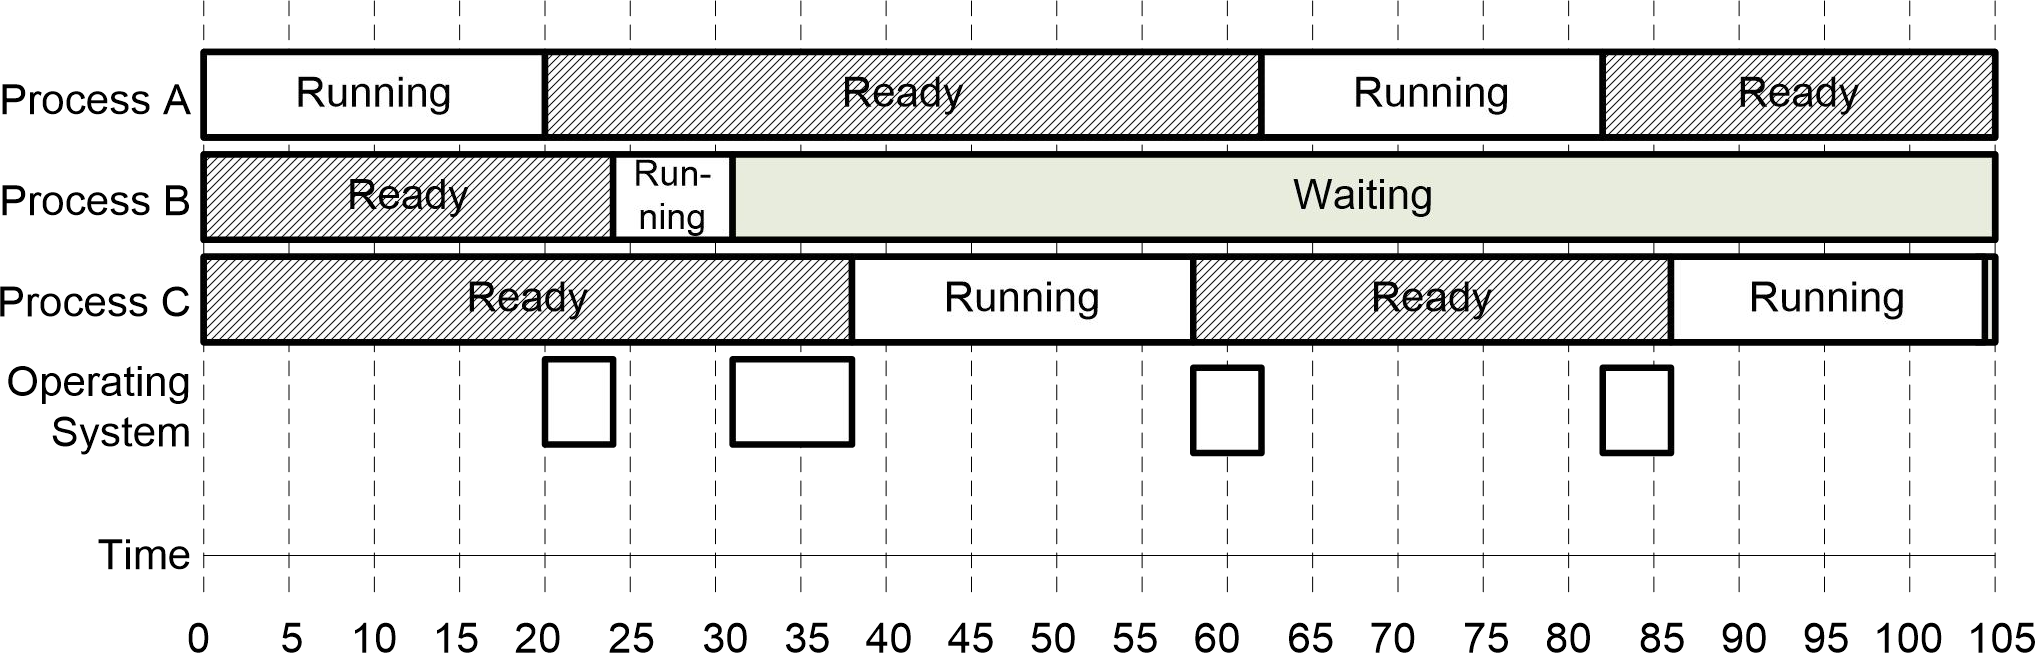 Process A Running Ready Running Ready
Process B Ready Run-
ning Waiting
Process C Ready Running Ready Running
Operating
System
Time
0 5 10 15 20 25 30 35 40 45 50 55 60 65 70 75 80 85 90 95 100 105